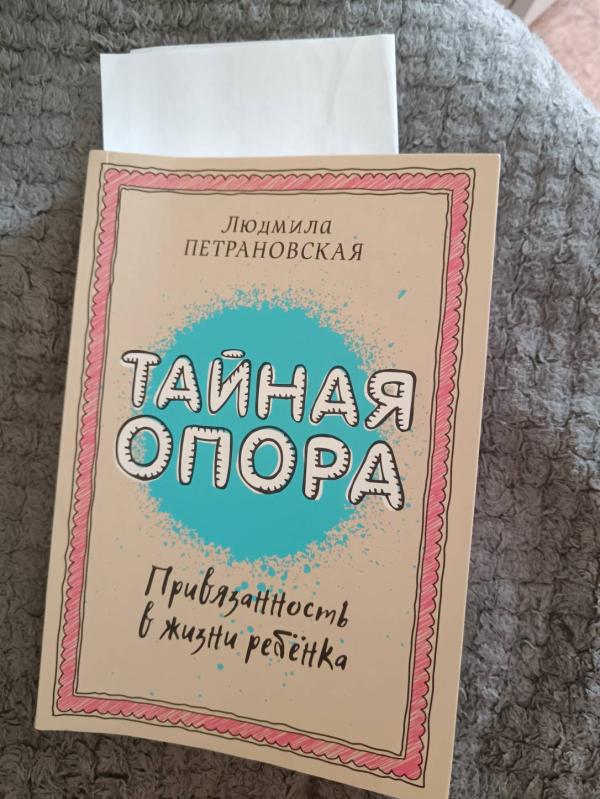 Людмила
ПЕТРАНОВСКАЯ
ТАЙНАЯ
ОПОРА
Привязанность
в жизни ребёнка